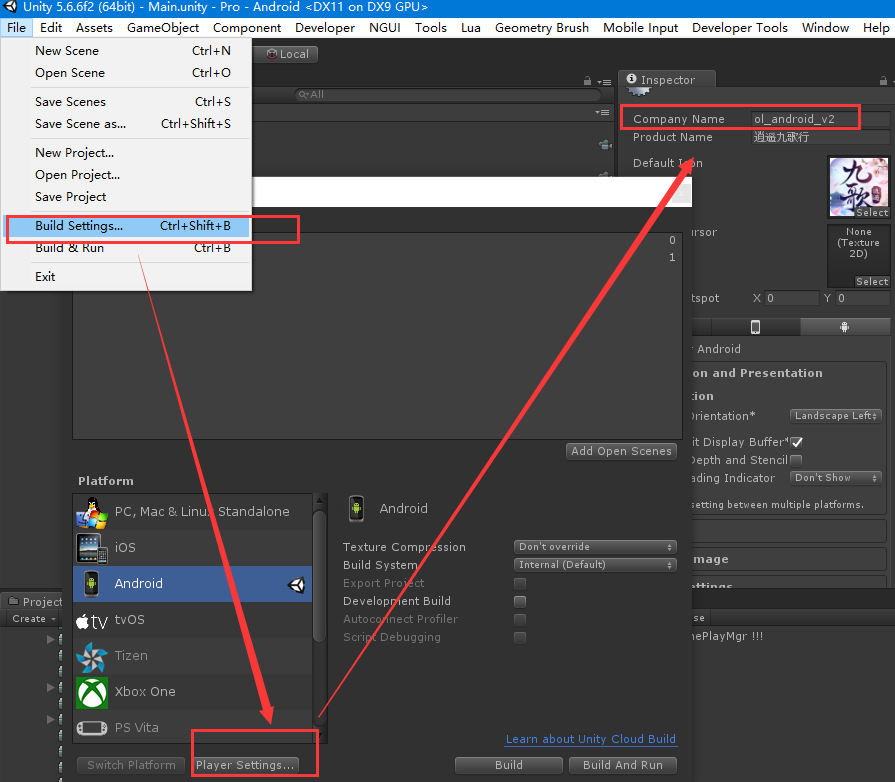 Unity 5.6.6f2 (64bit) - Main.unity - Pro - Android <DX11 on DX9 GPU>
File Edit Assets GameObject Component Developer NGUI Tools Lua Geometry Brush Mobile Input Developer Tools Window Help
New Scene Ctrl+N
Open Scene Ctrl+O
Save Scenes Ctrl+S
Save Scene as... Ctrl+Shift+S
New Project...
Open Project...
Save Project
Build Settings... Ctrl+Shift+B
Build & Run Ctrl+B
Exit
Local
All
Inspector
Company Name ol_android_v2
Product Name 逍遥九歌行
Default Icon
九歌
Select
ursor
None
(Texture
2D)
Select
tspot X 0 Y 0
0
1
Android
on and Presentation
tion
Orientation* Landscape Left
it Display Buffer*
Depth and Stencil
ading Indicator Don't Show
setting between multiple platforms.
mage
ettings
Add Open Scenes
Platform
PC, Mac & Linux Standalone
iOS
Android
tv tvOS
Tizen
Xbox One
PS Vita
Android
Texture Compression Don't override
Build System Internal (Default)
Export Project
Development Build
Autoconnect Profiler
Script Debugging
Learn about Unity Cloud Build
Switch Platform Player Settings... Build Build And Run
Project
Create
se
nePlayMgr !!!